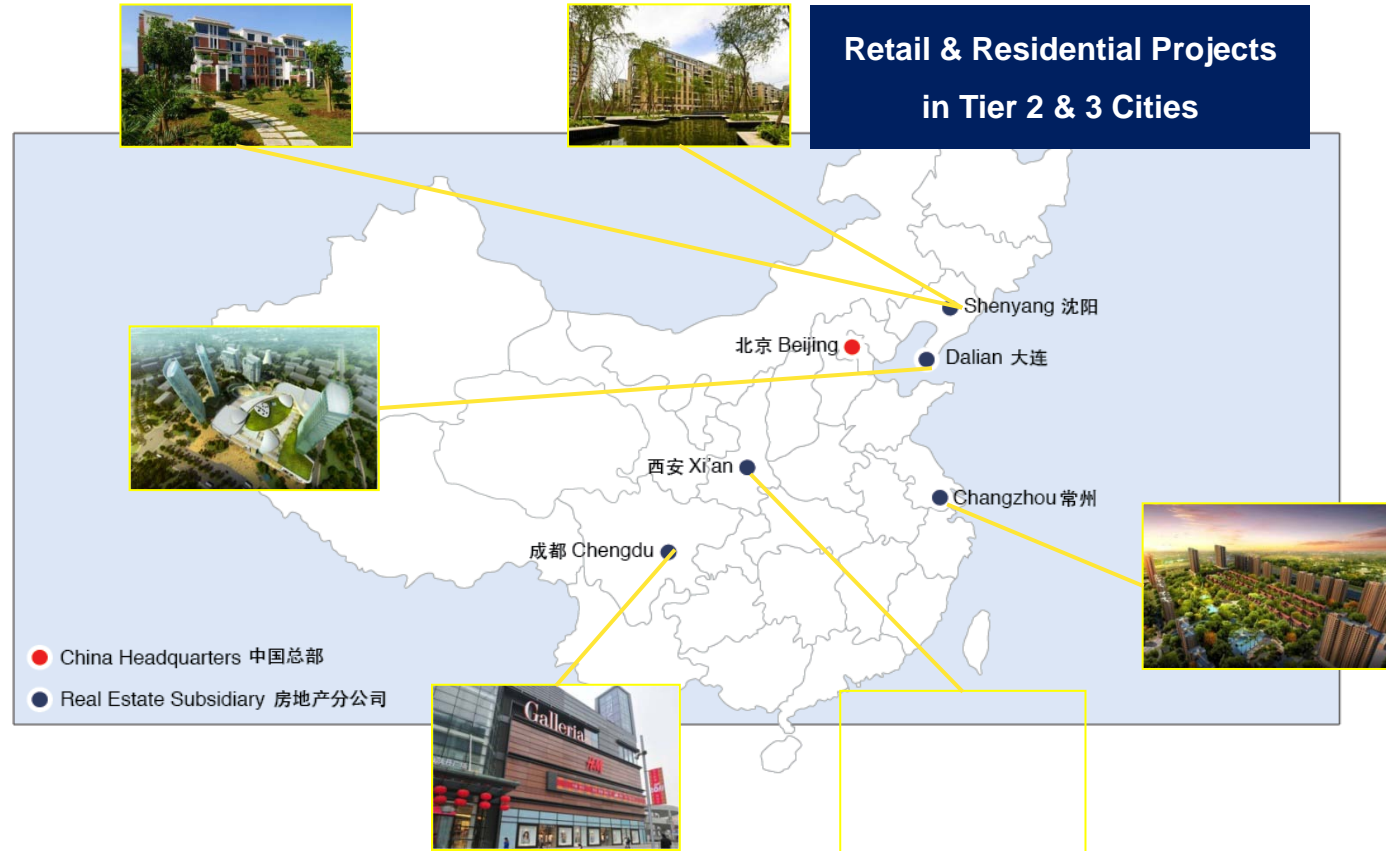 Retail & Residential Projects
in Tier 2 & 3 Cities
Shenyang 沈阳
北京 Beijing
Dalian 大连
西安 Xi'an
Changzhou 常州
成都 Chengdu
China Headquarters 中国总部
Real Estate Subsidiary 房地产分公司
Galleria
H&M